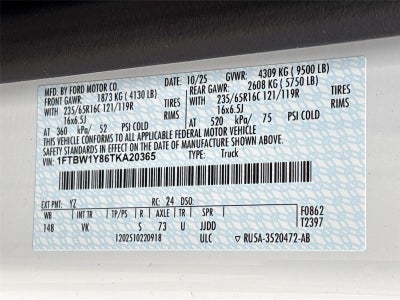 MFD. BY FORD MOTOR CO. 10/25 GVWR: 4309 KG ( 9500 LB)
FRONT GAWR: 1873 KG ( 4130 LB) REAR GAWR: 2608 KG ( 5750 LB)
WITH 235/65R16C 121/119R TIRES WITH 235/65R16C 121/119R TIRES
16x6.5J RIMS 16x6.5J RIMS
AT 360 kPa/ 52 PSI COLD AT 520 kPa/ 75 PSI COLD
THIS VEHICLE CONFORMS TO ALL APPLICABLE FEDERAL MOTOR VEHICLE
SAFETY STANDARDS IN EFFECT ON THE DATE OF MANUFACTURE SHOWN ABOVE.
VIN: 1FTBW1Y86TKA20365 TYPE: Truck
EXT PNT: YZ RC: 24 DSO:
WB INT TR TP/PS R AXLE TR SPR F0862
148 VK S 73 U JJDD T2397
1202510220918 ULC RU5A-3520472-AB